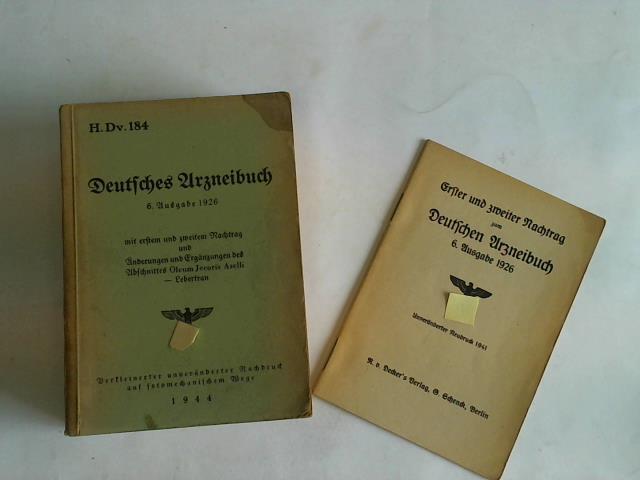 H.Dv.184
Deutsches Arzneibuch
6. Ausgabe 1926
mit erstem und zweitem Nachtrag
und
Änderungen und Ergänzungen des
Abschnittes Oleum Jecoris Aselli
— Lebertran
Verkleinerter unveränderter Nachdruck
auf fotomechanischem Wege
1944
Erster und zweiter Nachtrag
zum
Deutschen Arzneibuch
6. Ausgabe 1926
Unveränderter Neudruck 1941
R. v. Decker's Verlag, G. Schenck, Berlin